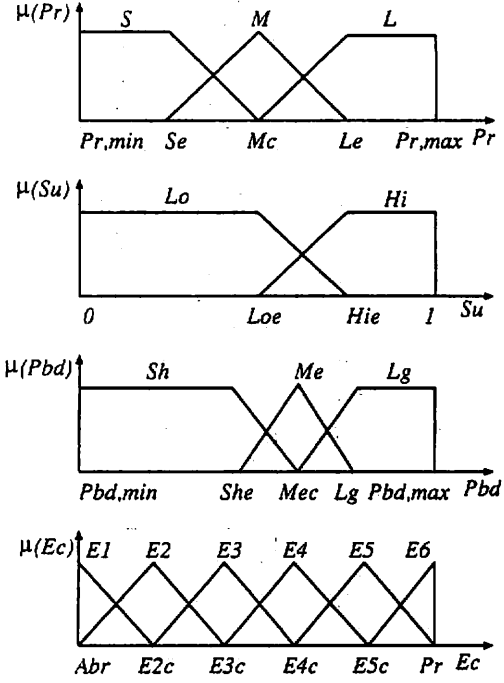 μ(Pr) S M L
Pr,min Se Mc Le Pr,max Pr
μ(Su) Lo Hi
0 Loe Hie 1 Su
μ(Pbd) Sh Me Lg
Pbd,min She Mec Lg Pbd,max Pbd
μ(Ec) E1 E2 E3 E4 E5 E6
Abr E2c E3c E4c E5c Pr Ec